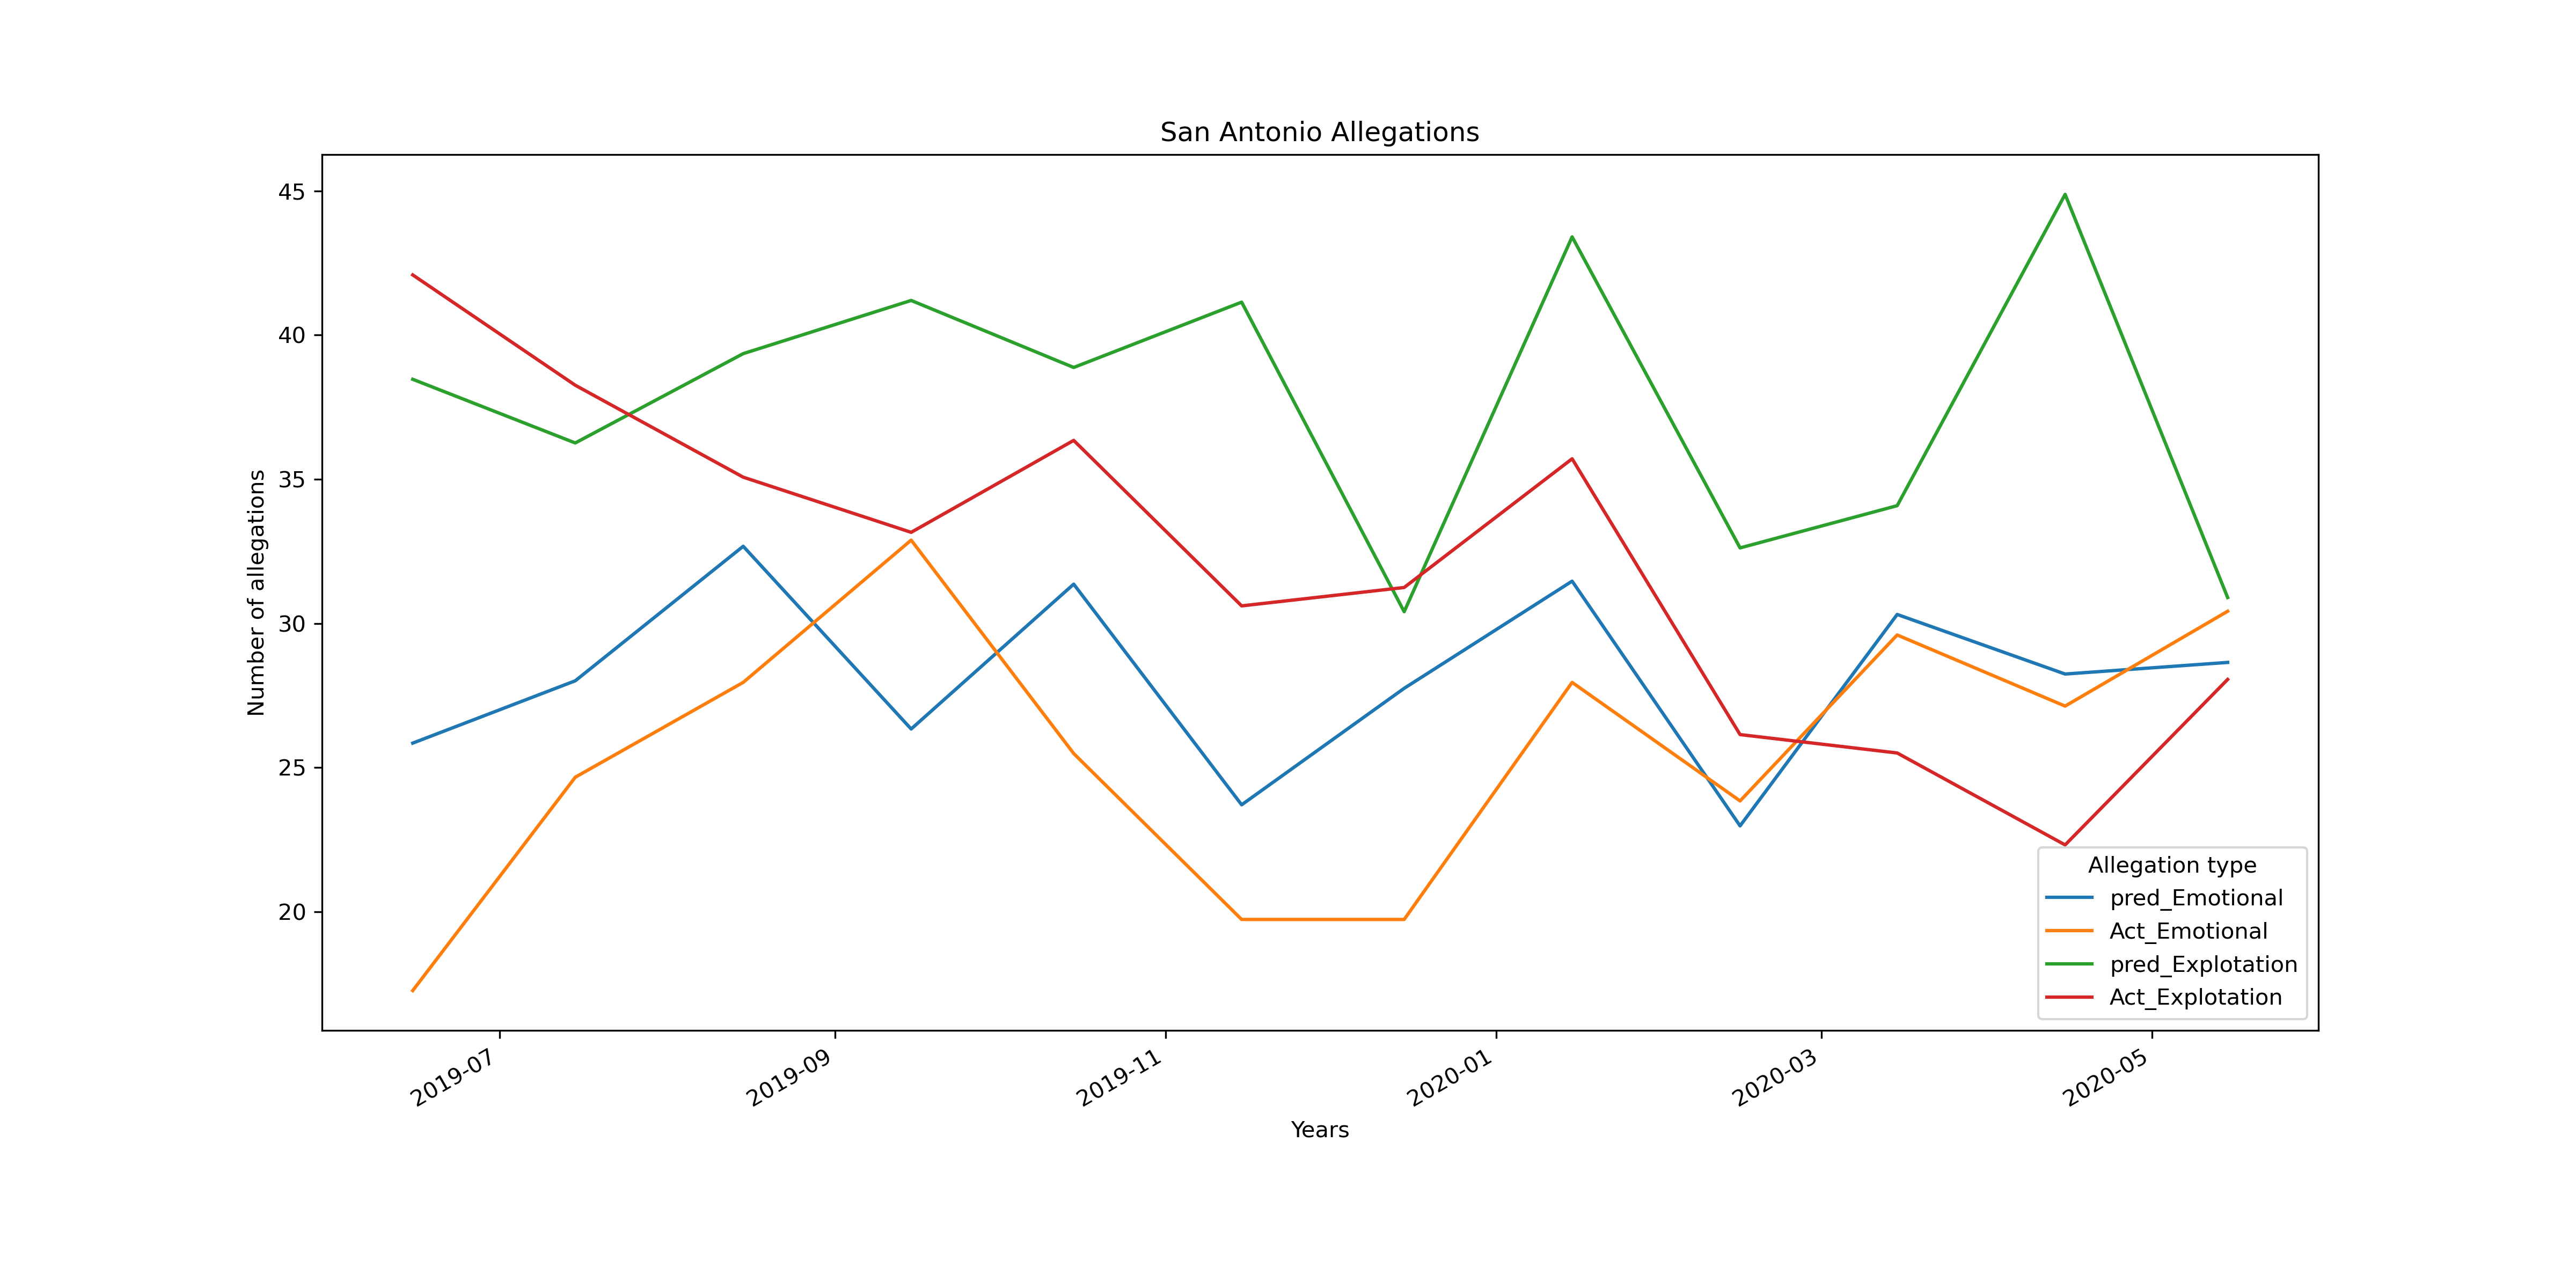 San Antonio Allegations
45
40
35
30
25
20
Number of allegations
2019-07
2019-09
2019-11
2020-01
2020-03
2020-05
Years
Allegation type
pred_Emotional
Act_Emotional
pred_Explotation
Act_Explotation